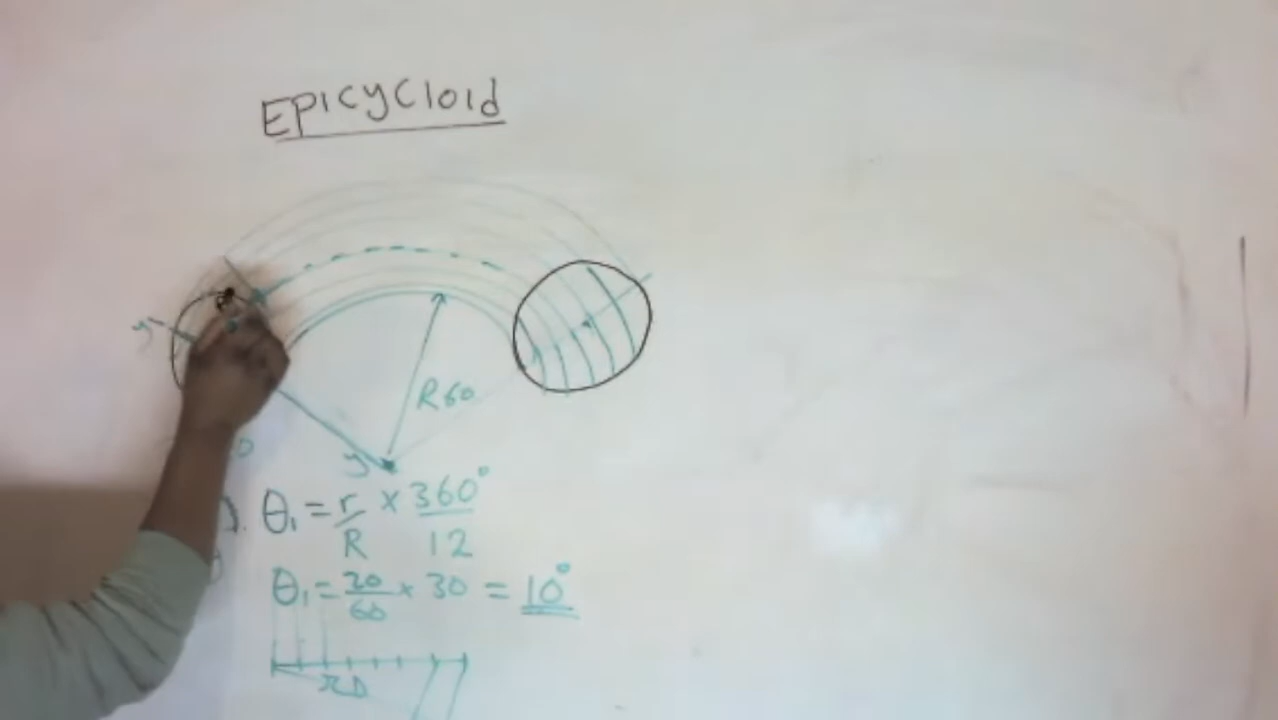 EPICYCLOID
y
R60
y
). θ₁ = r/R × 360°/12
θ₁ = 20/60 × 30 = 10°
πD